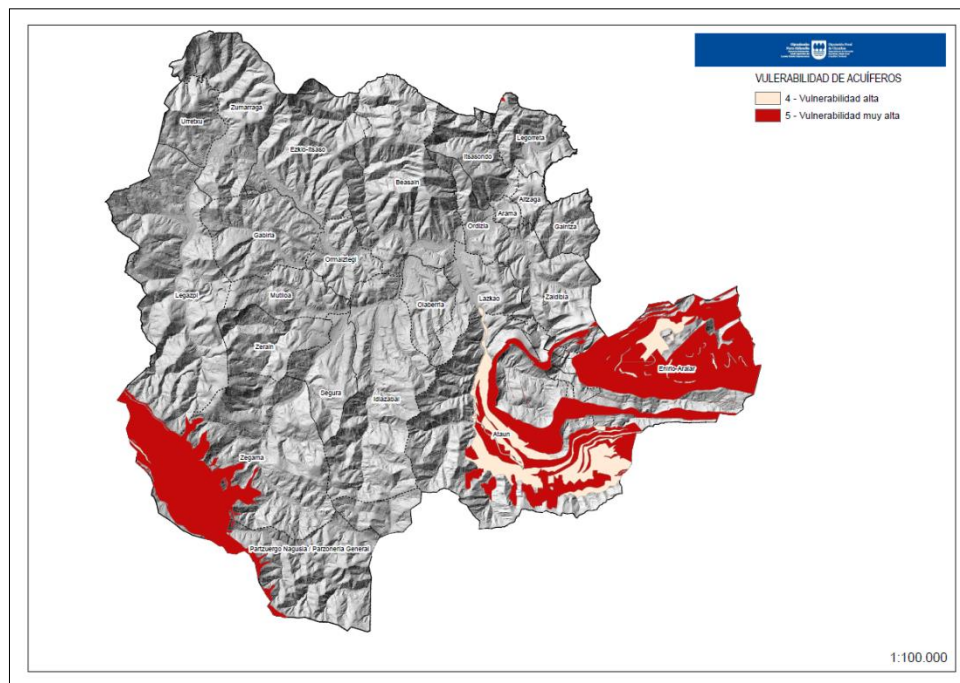 VULERABILIDAD DE ACUÍFEROS
4 - Vulnerabilidad alta
5 - Vulnerabilidad muy alta
Zumarraga
Urretxu
Legorreta
Ezkio-Itsaso
Itsasondo
Beasain
Altzaga
Arama
Ordizia
Gaintza
Gabiria
Ormaiztegi
Legazpi
Mutiloa
Olaberria
Lazkao
Zaldibia
Zerain
Enirio-Aralar
Segura
Idiazabal
Ataun
Zegama
Partzuergo Nagusia / Parzonería General
1:100.000